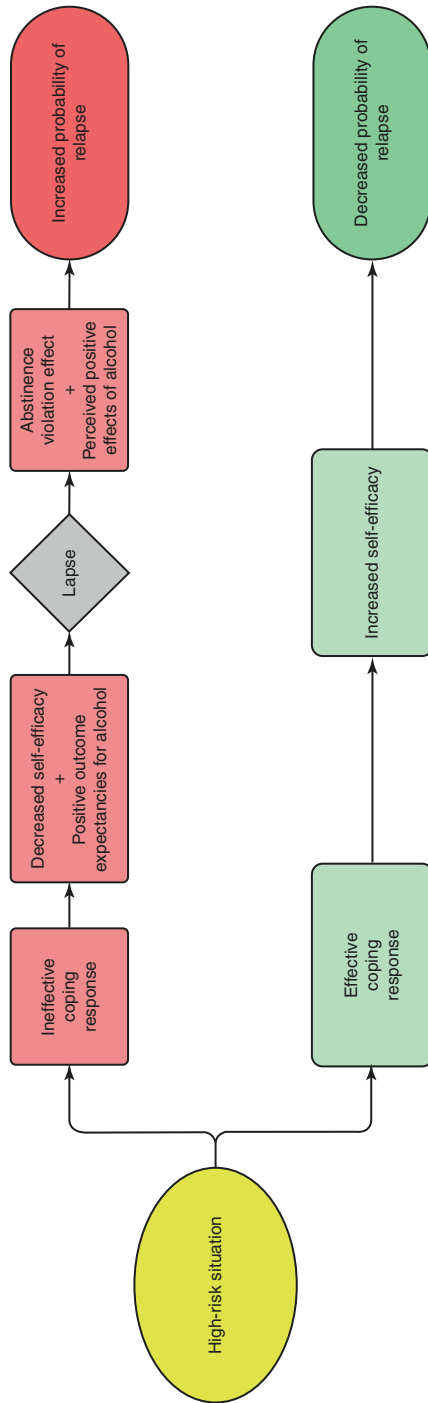 High-risk situation
Ineffective
coping
response
Decreased self-efficacy
+
Positive outcome
expectancies for alcohol
Lapse
Abstinence
violation effect
+
Perceived positive
effects of alcohol
Increased probability of
relapse
Effective
coping
response
Increased self-efficacy
Decreased probability of
relapse